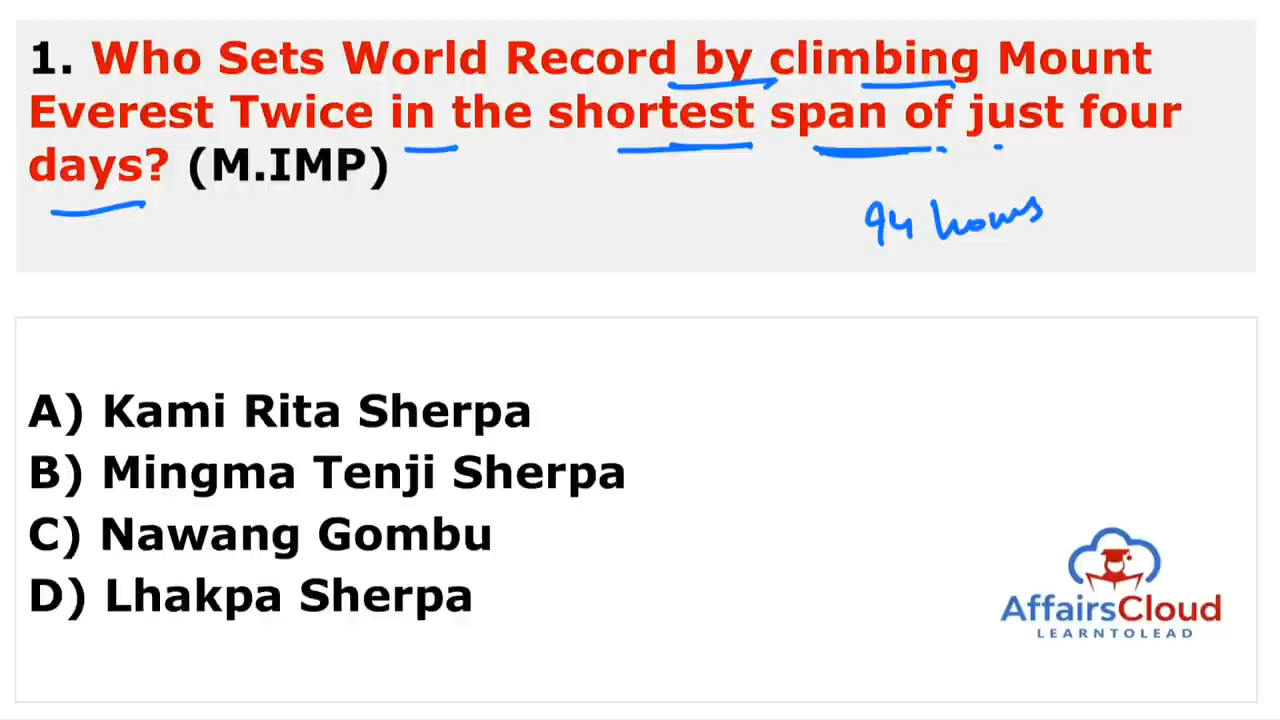 1. Who Sets World Record by climbing Mount
Everest Twice in the shortest span of just four
days? (M.IMP)
94 hours
A) Kami Rita Sherpa
B) Mingma Tenji Sherpa
C) Nawang Gombu
D) Lhakpa Sherpa
AffairsCloud
LEARNTOLEAD